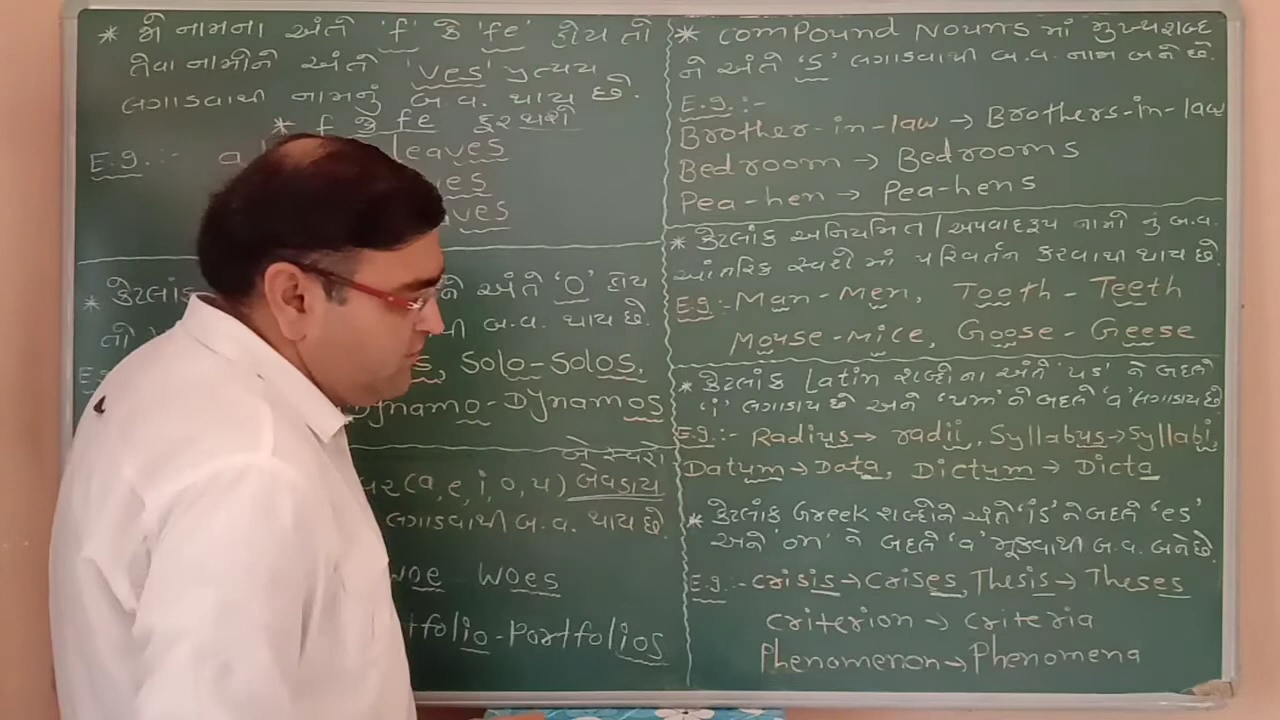 * જે નામના અંતે 'f' કે 'fe' હોય તો
તેવા નામોને અંતે 'ves' પ્રત્યય
લગાડવાથી નામનું બ.વ. થાય છે.
* f કે fe દૂર થશે
E.g.:- a leaves
ves
aves
* કેટલાંક ને અંતે 'O' હોય
તો થી બ.વ. થાય છે.
E.g s, Solo-Solos,
Dynamo-Dynamos
બે સ્વરો
પર (a, e, i, o, u) બેવડાય
લગાડવાથી બ.વ. થાય છે.
woe woes
tfolio-Portfolios
* Compound Nouns માં મુખ્યશબ્દ
ને અંતે 'S' લગાડવાથી બ.વ. નામ બને છે.
E.g.:-
Brother-in-law → Brothers-in-law
Bedroom → Bedrooms
Pea-hen → Pea-hens
* કેટલાંક અનિયમિત/અપવાદરૂપ નામો નું બ.વ.
આંતરિક સ્વરો માં પરિવર્તન કરવાથી થાય છે.
E.g:- Man-Men, Tooth-Teeth
Mouse-Mice, Goose-Geese
* કેટલાંક Latin શબ્દોના અંતે 'us' ને બદલે
'i' લગાડાય છે અને 'um' ને બદલે 'a' લગાડાય છે
E.g.:- Radius → radii, Syllabus → Syllabi,
Datum → Data, Dictum → Dicta
* કેટલાંક Greek શબ્દોને અંતે 'is' ને બદલે 'es'
અને 'on' ને બદલે 'a' મૂકવાથી બ.વ. બને છે
E.g:- Crisis → Crises, Thesis → Theses
Criterion → Criteria
Phenomenon → Phenomena